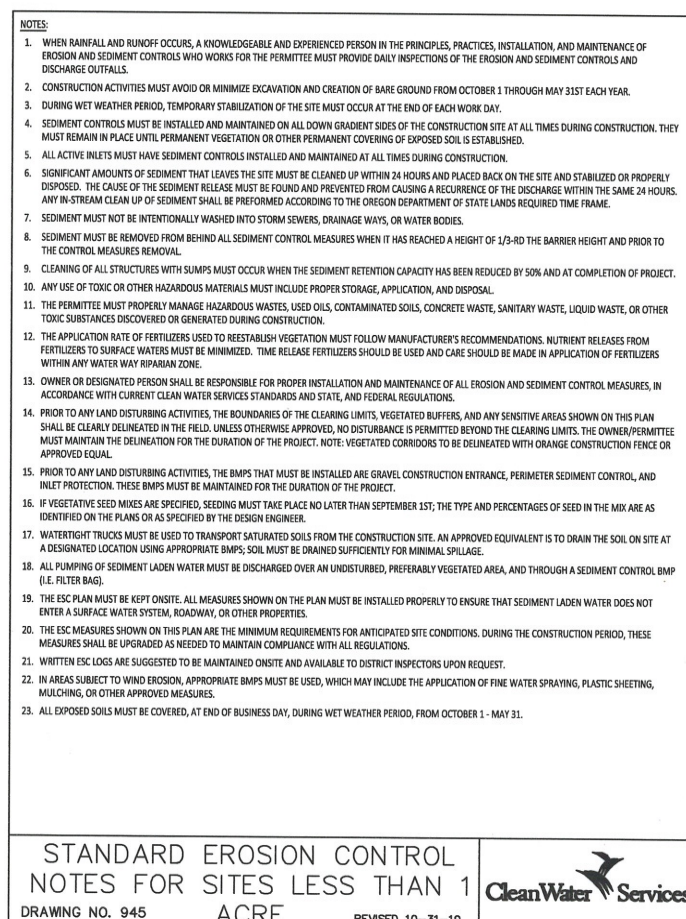 NOTES:
1. WHEN RAINFALL AND RUNOFF OCCURS, A KNOWLEDGEABLE AND EXPERIENCED PERSON IN THE PRINCIPLES, PRACTICES, INSTALLATION, AND MAINTENANCE OF
EROSION AND SEDIMENT CONTROLS WHO WORKS FOR THE PERMITTEE MUST PROVIDE DAILY INSPECTIONS OF THE EROSION AND SEDIMENT CONTROLS AND
DISCHARGE OUTFALLS.
2. CONSTRUCTION ACTIVITIES MUST AVOID OR MINIMIZE EXCAVATION AND CREATION OF BARE GROUND FROM OCTOBER 1 THROUGH MAY 31ST EACH YEAR.
3. DURING WET WEATHER PERIOD, TEMPORARY STABILIZATION OF THE SITE MUST OCCUR AT THE END OF EACH WORK DAY.
4. SEDIMENT CONTROLS MUST BE INSTALLED AND MAINTAINED ON ALL DOWN GRADIENT SIDES OF THE CONSTRUCTION SITE AT ALL TIMES DURING CONSTRUCTION. THEY
MUST REMAIN IN PLACE UNTIL PERMANENT VEGETATION OR OTHER PERMANENT COVERING OF EXPOSED SOIL IS ESTABLISHED.
5. ALL ACTIVE INLETS MUST HAVE SEDIMENT CONTROLS INSTALLED AND MAINTAINED AT ALL TIMES DURING CONSTRUCTION.
6. SIGNIFICANT AMOUNTS OF SEDIMENT THAT LEAVES THE SITE MUST BE CLEANED UP WITHIN 24 HOURS AND PLACED BACK ON THE SITE AND STABILIZED OR PROPERLY
DISPOSED. THE CAUSE OF THE SEDIMENT RELEASE MUST BE FOUND AND PREVENTED FROM CAUSING A RECURRENCE OF THE DISCHARGE WITHIN THE SAME 24 HOURS.
ANY IN-STREAM CLEAN UP OF SEDIMENT SHALL BE PREFORMED ACCORDING TO THE OREGON DEPARTMENT OF STATE LANDS REQUIRED TIME FRAME.
7. SEDIMENT MUST NOT BE INTENTIONALLY WASHED INTO STORM SEWERS, DRAINAGE WAYS, OR WATER BODIES.
8. SEDIMENT MUST BE REMOVED FROM BEHIND ALL SEDIMENT CONTROL MEASURES WHEN IT HAS REACHED A HEIGHT OF 1/3-RD THE BARRIER HEIGHT AND PRIOR TO
THE CONTROL MEASURES REMOVAL.
9. CLEANING OF ALL STRUCTURES WITH SUMPS MUST OCCUR WHEN THE SEDIMENT RETENTION CAPACITY HAS BEEN REDUCED BY 50% AND AT COMPLETION OF PROJECT.
10. ANY USE OF TOXIC OR OTHER HAZARDOUS MATERIALS MUST INCLUDE PROPER STORAGE, APPLICATION, AND DISPOSAL.
11. THE PERMITTEE MUST PROPERLY MANAGE HAZARDOUS WASTES, USED OILS, CONTAMINATED SOILS, CONCRETE WASTE, SANITARY WASTE, LIQUID WASTE, OR OTHER
TOXIC SUBSTANCES DISCOVERED OR GENERATED DURING CONSTRUCTION.
12. THE APPLICATION RATE OF FERTILIZERS USED TO REESTABLISH VEGETATION MUST FOLLOW MANUFACTURER'S RECOMMENDATIONS. NUTRIENT RELEASES FROM
FERTILIZERS TO SURFACE WATERS MUST BE MINIMIZED. TIME RELEASE FERTILIZERS SHOULD BE USED AND CARE SHOULD BE MADE IN APPLICATION OF FERTILIZERS
WITHIN ANY WATER WAY RIPARIAN ZONE.
13. OWNER OR DESIGNATED PERSON SHALL BE RESPONSIBLE FOR PROPER INSTALLATION AND MAINTENANCE OF ALL EROSION AND SEDIMENT CONTROL MEASURES, IN
ACCORDANCE WITH CURRENT CLEAN WATER SERVICES STANDARDS AND STATE, AND FEDERAL REGULATIONS.
14. PRIOR TO ANY LAND DISTURBING ACTIVITIES, THE BOUNDARIES OF THE CLEARING LIMITS, VEGETATED BUFFERS, AND ANY SENSITIVE AREAS SHOWN ON THIS PLAN
SHALL BE CLEARLY DELINEATED IN THE FIELD. UNLESS OTHERWISE APPROVED, NO DISTURBANCE IS PERMITTED BEYOND THE CLEARING LIMITS. THE OWNER/PERMITTEE
MUST MAINTAIN THE DELINEATION FOR THE DURATION OF THE PROJECT. NOTE: VEGETATED CORRIDORS TO BE DELINEATED WITH ORANGE CONSTRUCTION FENCE OR
APPROVED EQUAL.
15. PRIOR TO ANY LAND DISTURBING ACTIVITIES, THE BMPS THAT MUST BE INSTALLED ARE GRAVEL CONSTRUCTION ENTRANCE, PERIMETER SEDIMENT CONTROL, AND
INLET PROTECTION. THESE BMPS MUST BE MAINTAINED FOR THE DURATION OF THE PROJECT.
16. IF VEGETATIVE SEED MIXES ARE SPECIFIED, SEEDING MUST TAKE PLACE NO LATER THAN SEPTEMBER 1ST; THE TYPE AND PERCENTAGES OF SEED IN THE MIX ARE AS
IDENTIFIED ON THE PLANS OR AS SPECIFIED BY THE DESIGN ENGINEER.
17. WATERTIGHT TRUCKS MUST BE USED TO TRANSPORT SATURATED SOILS FROM THE CONSTRUCTION SITE. AN APPROVED EQUIVALENT IS TO DRAIN THE SOIL ON SITE AT
A DESIGNATED LOCATION USING APPROPRIATE BMPS; SOIL MUST BE DRAINED SUFFICIENTLY FOR MINIMAL SPILLAGE.
18. ALL PUMPING OF SEDIMENT LADEN WATER MUST BE DISCHARGED OVER AN UNDISTURBED, PREFERABLY VEGETATED AREA, AND THROUGH A SEDIMENT CONTROL BMP
(I.E. FILTER BAG).
19. THE ESC PLAN MUST BE KEPT ONSITE. ALL MEASURES SHOWN ON THE PLAN MUST BE INSTALLED PROPERLY TO ENSURE THAT SEDIMENT LADEN WATER DOES NOT
ENTER A SURFACE WATER SYSTEM, ROADWAY, OR OTHER PROPERTIES.
20. THE ESC MEASURES SHOWN ON THIS PLAN ARE THE MINIMUM REQUIREMENTS FOR ANTICIPATED SITE CONDITIONS. DURING THE CONSTRUCTION PERIOD, THESE
MEASURES SHALL BE UPGRADED AS NEEDED TO MAINTAIN COMPLIANCE WITH ALL REGULATIONS.
21. WRITTEN ESC LOGS ARE SUGGESTED TO BE MAINTAINED ONSITE AND AVAILABLE TO DISTRICT INSPECTORS UPON REQUEST.
22. IN AREAS SUBJECT TO WIND EROSION, APPROPRIATE BMPS MUST BE USED, WHICH MAY INCLUDE THE APPLICATION OF FINE WATER SPRAYING, PLASTIC SHEETING,
MULCHING, OR OTHER APPROVED MEASURES.
23. ALL EXPOSED SOILS MUST BE COVERED, AT END OF BUSINESS DAY, DURING WET WEATHER PERIOD, FROM OCTOBER 1 - MAY 31.
STANDARD EROSION CONTROL
NOTES FOR SITES LESS THAN 1
ACRE
DRAWING NO. 945
REVISED 10-31-19
CleanWater Services